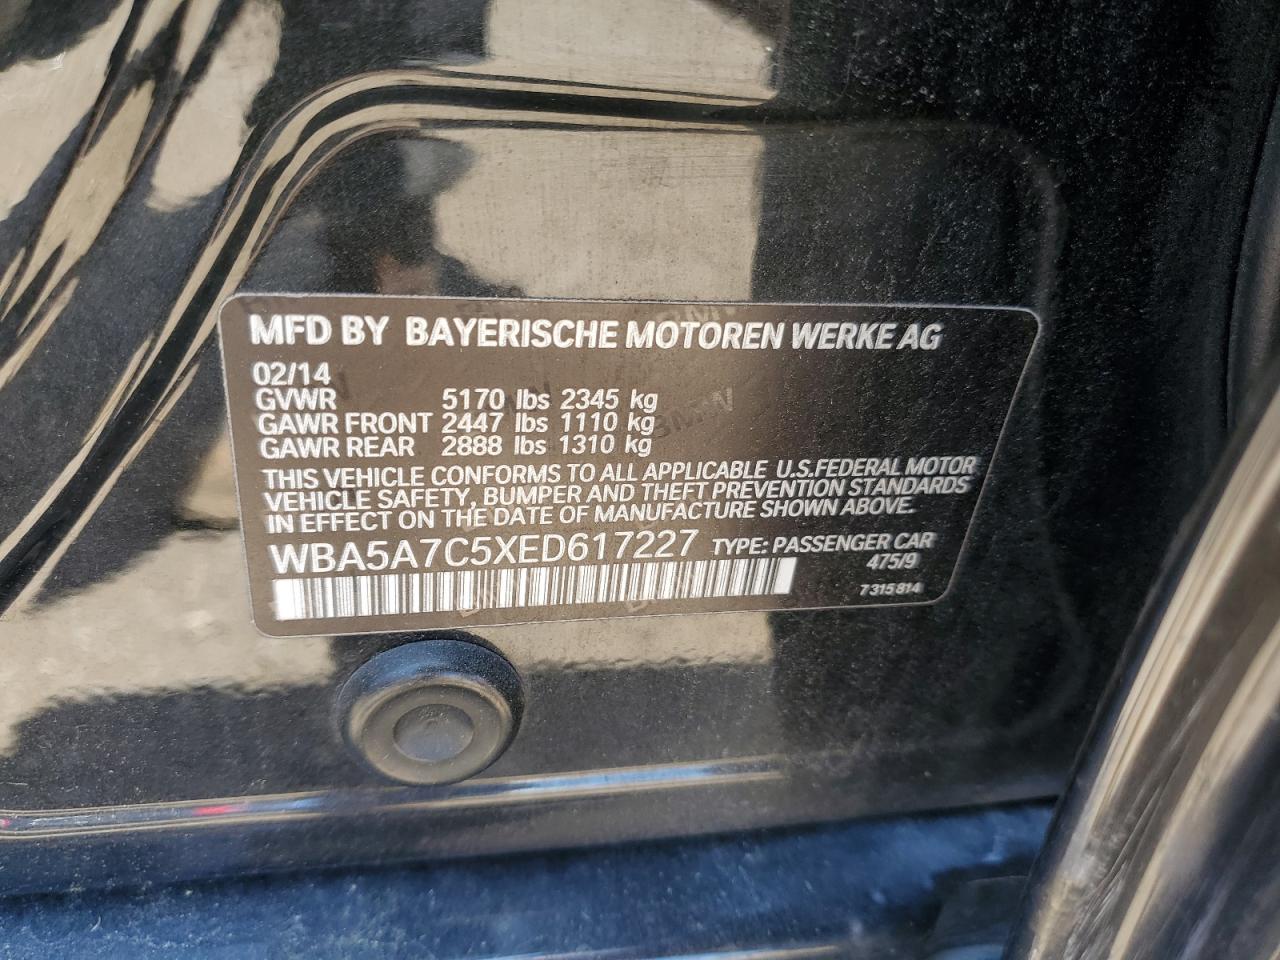 MFD BY BAYERISCHE MOTOREN WERKE AG
02/14
GVWR 5170 lbs 2345 kg
GAWR FRONT 2447 lbs 1110 kg
GAWR REAR 2888 lbs 1310 kg
THIS VEHICLE CONFORMS TO ALL APPLICABLE U.S.FEDERAL MOTOR
VEHICLE SAFETY, BUMPER AND THEFT PREVENTION STANDARDS
IN EFFECT ON THE DATE OF MANUFACTURE SHOWN ABOVE.
WBA5A7C5XED617227 TYPE: PASSENGER CAR
475/9
7315814